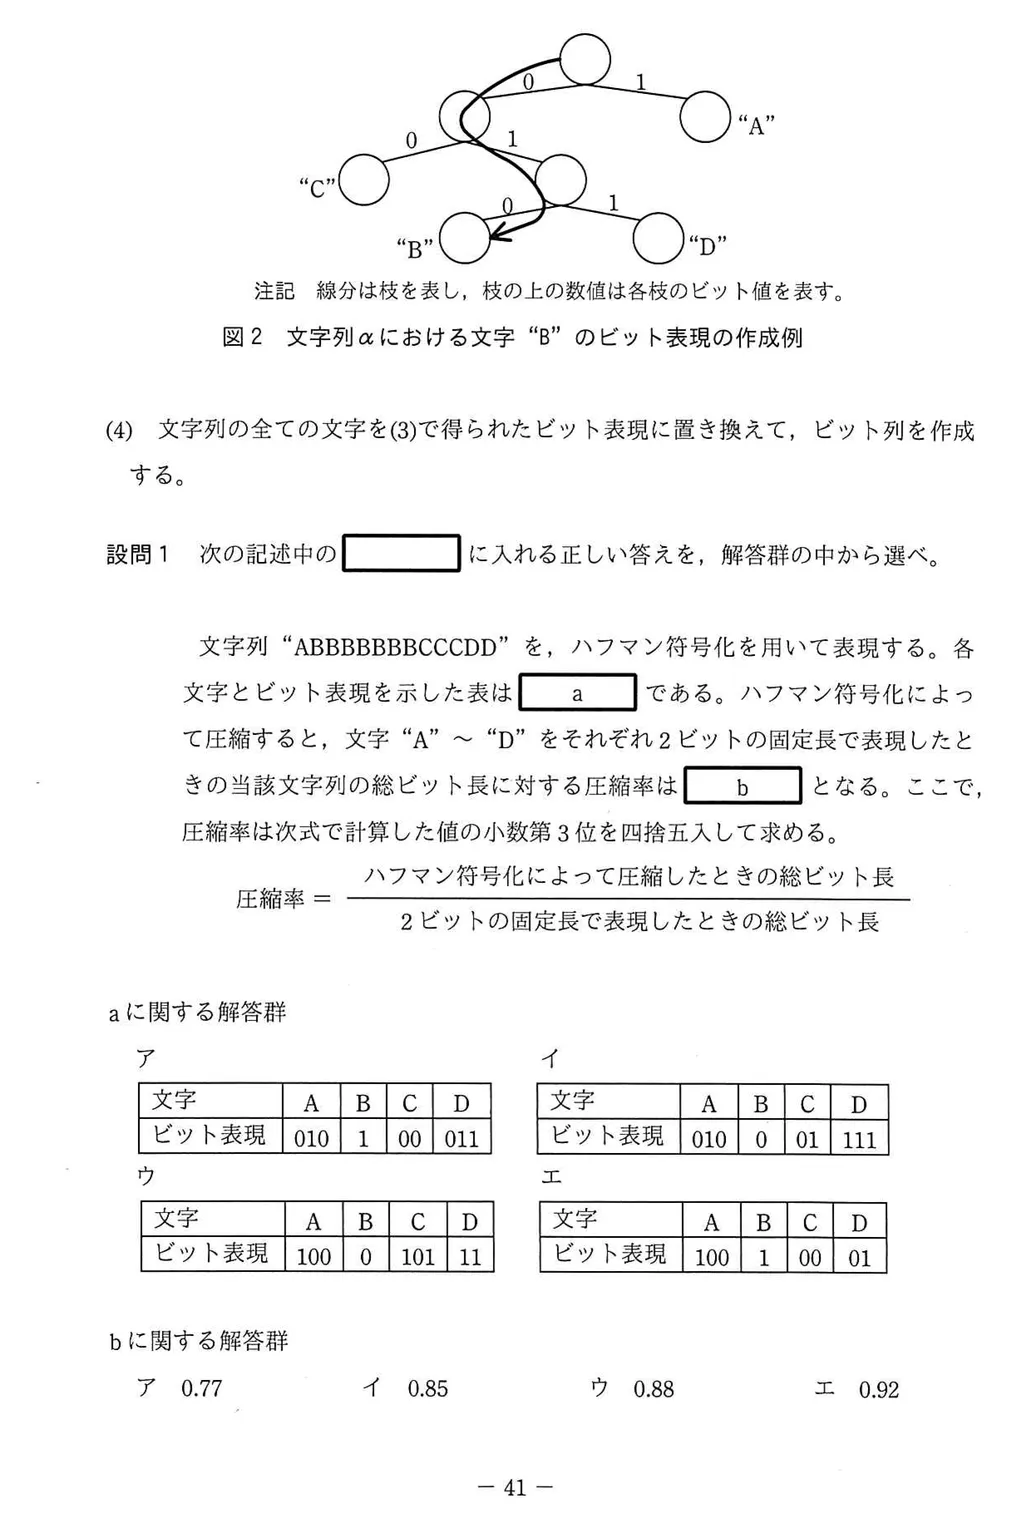 0 1
"A"
0 1
"C"
0 1
"B" "D"
注記 線分は枝を表し，枝の上の数値は各枝のビット値を表す。
図2 文字列αにおける文字 "B" のビット表現の作成例
(4) 文字列の全ての文字を(3)で得られたビット表現に置き換えて，ビット列を作成
する。
設問1 次の記述中の に入れる正しい答えを，解答群の中から選べ。
文字列 "ABBBBBBBCCCDD" を，ハフマン符号化を用いて表現する。各
文字とビット表現を示した表は a である。ハフマン符号化によっ
て圧縮すると，文字 "A" ～ "D" をそれぞれ2ビットの固定長で表現したと
きの当該文字列の総ビット長に対する圧縮率は b となる。ここで，
圧縮率は次式で計算した値の小数第3位を四捨五入して求める。
ハフマン符号化によって圧縮したときの総ビット長
圧縮率 ＝
2ビットの固定長で表現したときの総ビット長
aに関する解答群
ア イ
文字 A B C D 文字 A B C D
ビット表現 010 1 00 011 ビット表現 010 0 01 111
ウ エ
文字 A B C D 文字 A B C D
ビット表現 100 0 101 11 ビット表現 100 1 00 01
bに関する解答群
ア 0.77 イ 0.85 ウ 0.88 エ 0.92
— 41 —